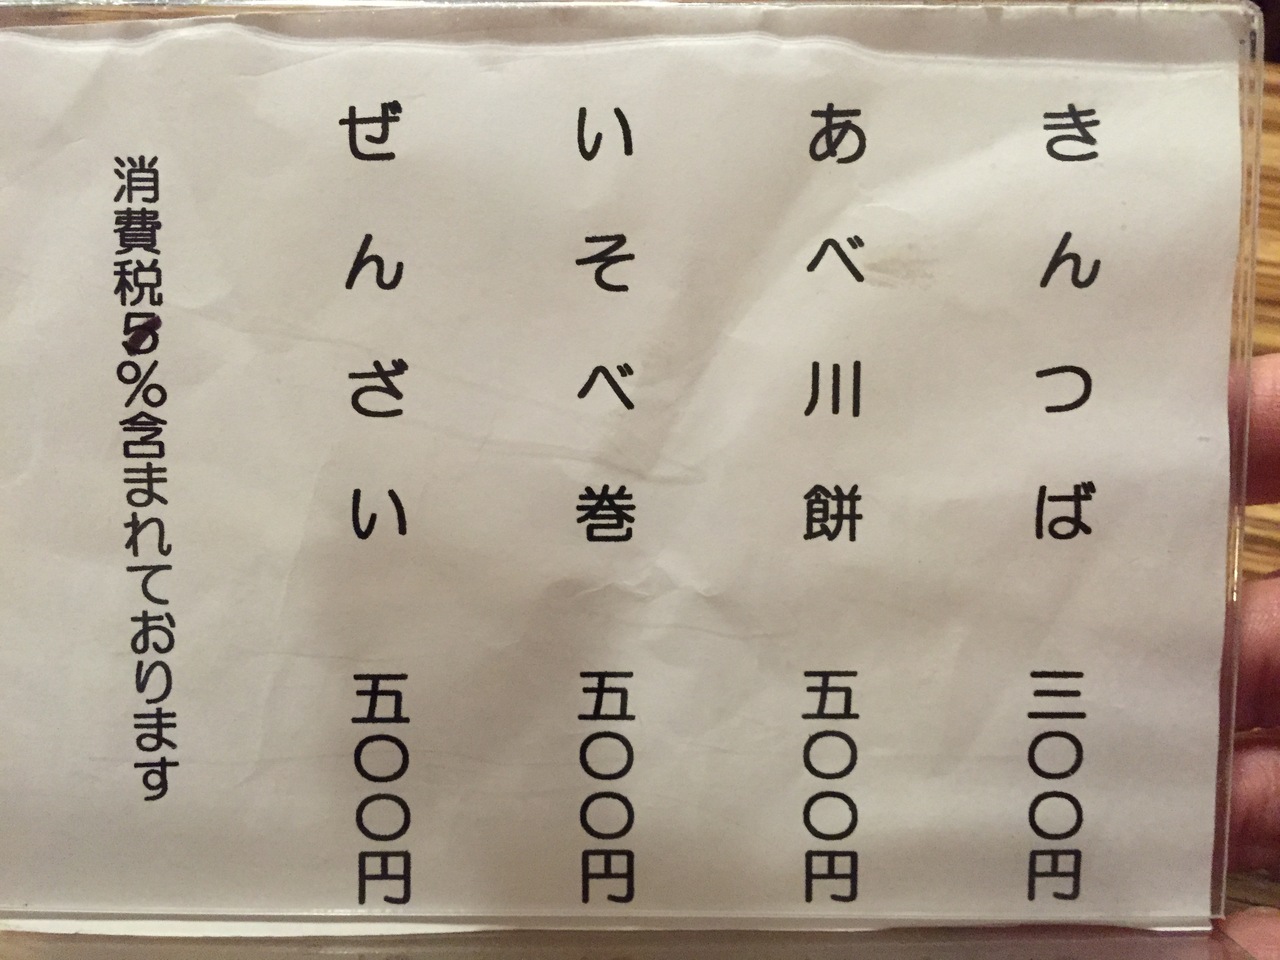 きんつば 三〇〇円
あべ川餅 五〇〇円
いそべ巻 五〇〇円
ぜんざい 五〇〇円
消費税8%含まれております